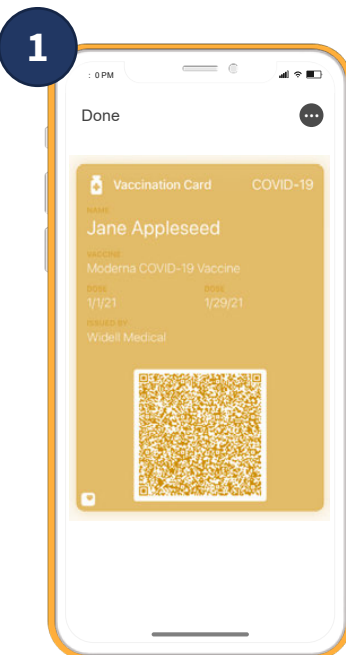 1
: 0 PM
Done
Vaccination Card COVID-19
NAME
Jane Appleseed
VACCINE
Moderna COVID-19 Vaccine
DOSE DOSE
1/1/21 1/29/21
ISSUED BY
Widell Medical